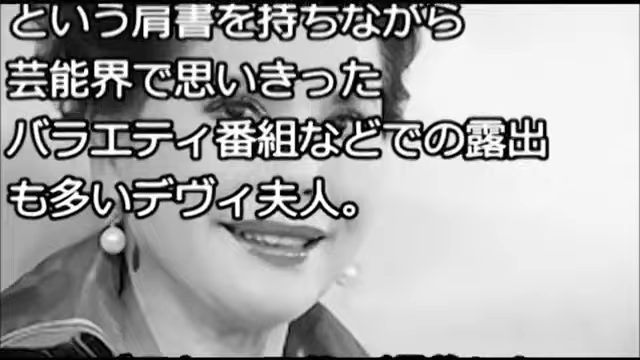 という肩書を持ちながら
芸能界で思いきった
バラエティ番組などでの露出
も多いデヴィ夫人。